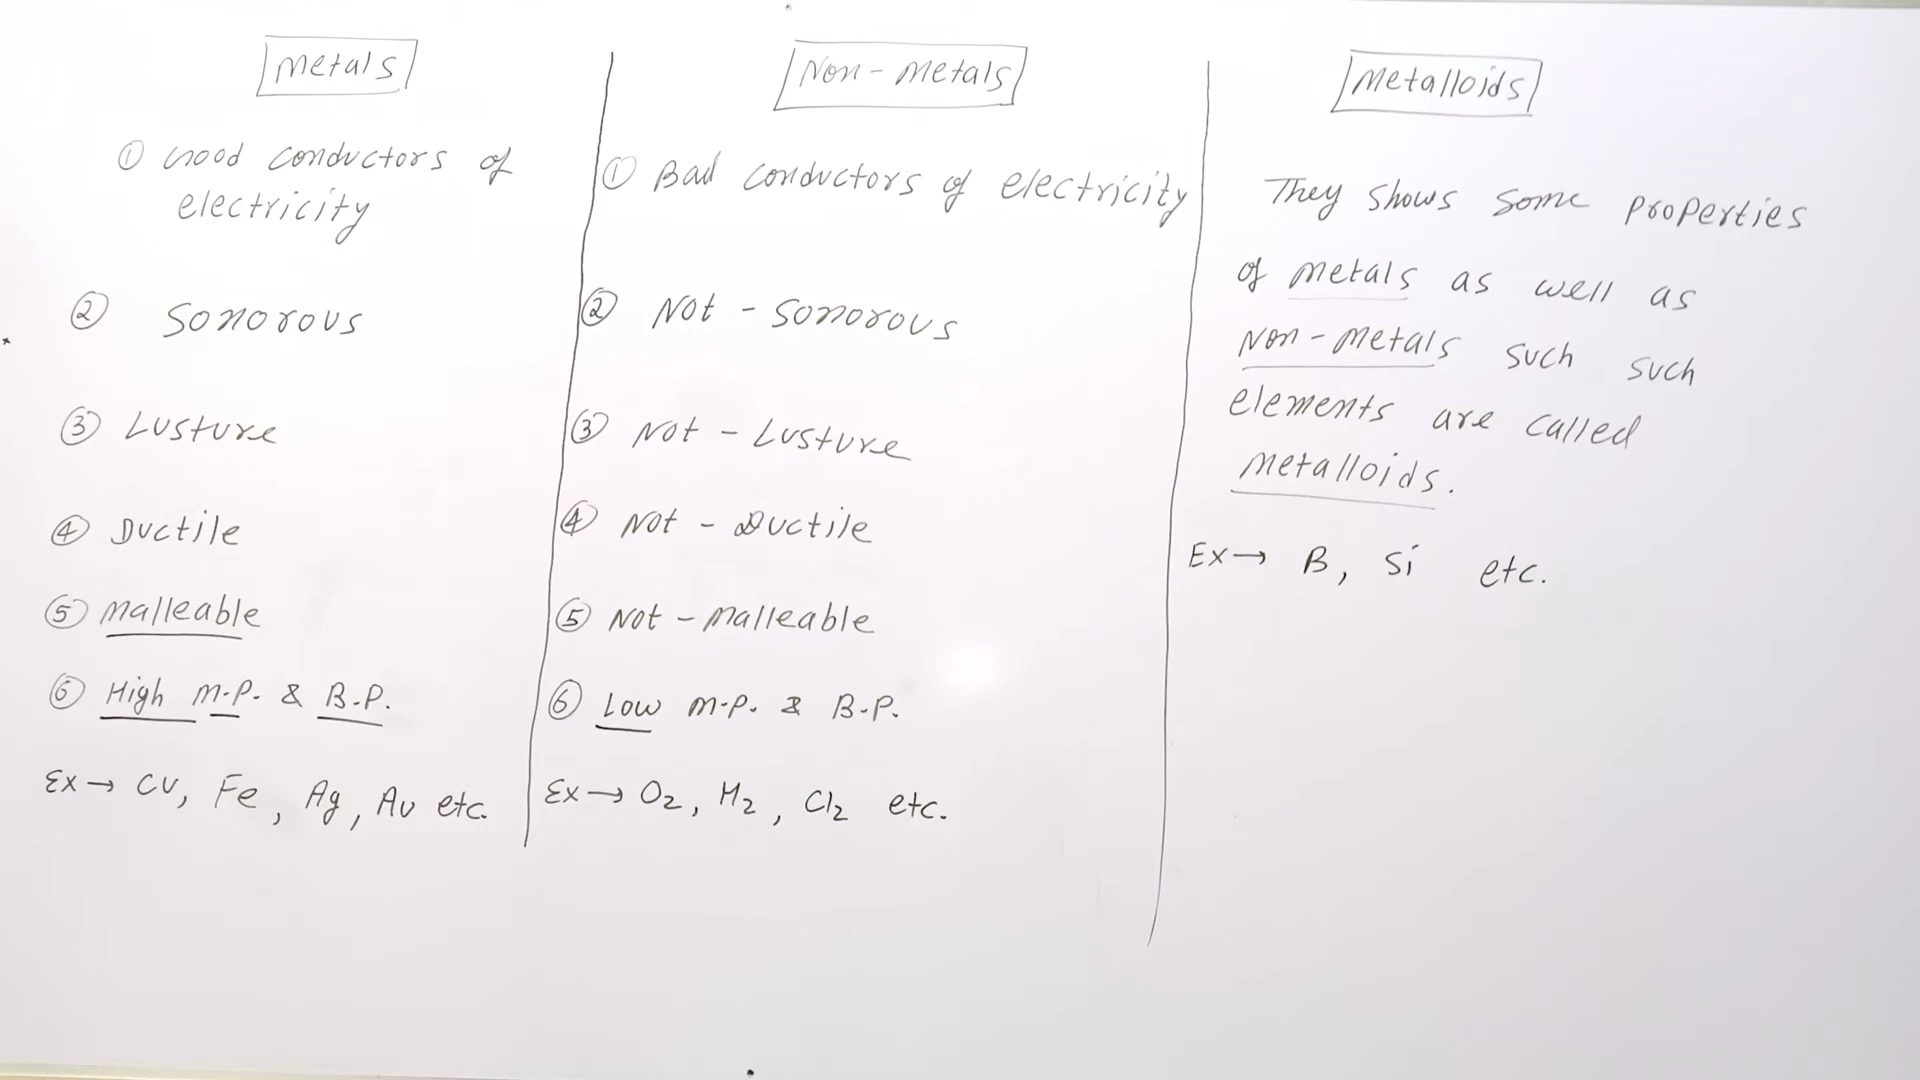 Metals
① Good conductors of
electricity
② Sonorous
③ Lusture
④ Ductile
⑤ Malleable
⑥ High M.P. & B.P.
Ex → Cu, Fe, Ag, Au etc.
Non-Metals
① Bad conductors of electricity
② Not - Sonorous
③ Not - Lusture
④ Not - Ductile
⑤ Not - Malleable
⑥ Low M.P. & B.P.
Ex → O2, H2, Cl2 etc.
Metalloids
They shows some properties
of metals as well as
Non-Metals such such
elements are called
Metalloids.
Ex → B, Si etc.